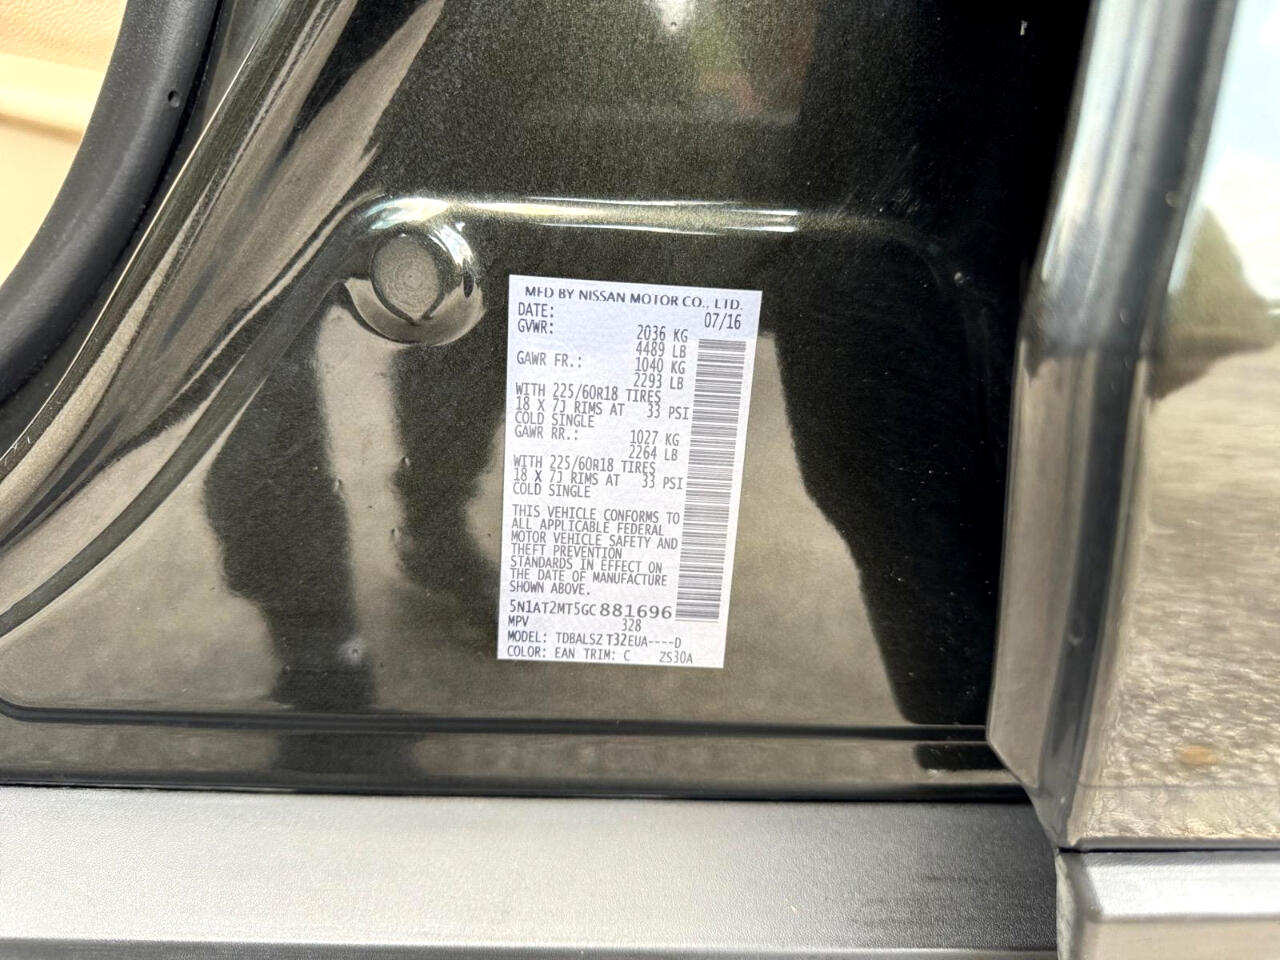 MFD BY NISSAN MOTOR CO., LTD.
DATE: 07/16
GVWR: 2036 KG
4489 LB
GAWR FR.: 1040 KG
2293 LB
WITH 225/60R18 TIRES
18 X 7J RIMS AT 33 PSI
COLD SINGLE
GAWR RR.: 1027 KG
2264 LB
WITH 225/60R18 TIRES
18 X 7J RIMS AT 33 PSI
COLD SINGLE
THIS VEHICLE CONFORMS TO
ALL APPLICABLE FEDERAL
MOTOR VEHICLE SAFETY AND
THEFT PREVENTION
STANDARDS IN EFFECT ON
THE DATE OF MANUFACTURE
SHOWN ABOVE.
5N1AT2MT5GC881696
MPV 328
MODEL: TDBALSZ T32EUA----D
COLOR: EAN TRIM: C ZS30A